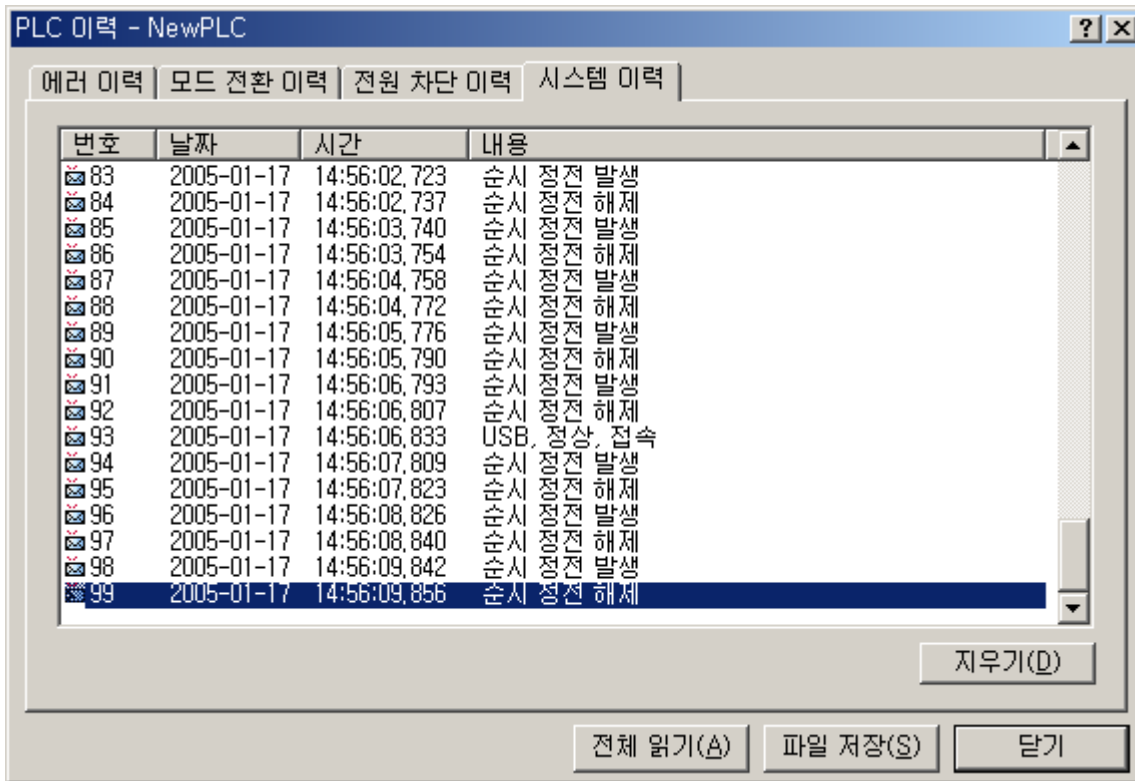 PLC 이력 - NewPLC
에러 이력 모드 전환 이력 전원 차단 이력 시스템 이력
번호 날짜 시간 내용
83 2005-01-17 14:56:02,723 순시 정전 발생
84 2005-01-17 14:56:02,737 순시 정전 해제
85 2005-01-17 14:56:03,740 순시 정전 발생
86 2005-01-17 14:56:03,754 순시 정전 해제
87 2005-01-17 14:56:04,758 순시 정전 발생
88 2005-01-17 14:56:04,772 순시 정전 해제
89 2005-01-17 14:56:05,776 순시 정전 발생
90 2005-01-17 14:56:05,790 순시 정전 해제
91 2005-01-17 14:56:06,793 순시 정전 발생
92 2005-01-17 14:56:06,807 순시 정전 해제
93 2005-01-17 14:56:06,833 USB, 정상, 접속
94 2005-01-17 14:56:07,809 순시 정전 발생
95 2005-01-17 14:56:07,823 순시 정전 해제
96 2005-01-17 14:56:08,826 순시 정전 발생
97 2005-01-17 14:56:08,840 순시 정전 해제
98 2005-01-17 14:56:09,842 순시 정전 발생
99 2005-01-17 14:56:09,856 순시 정전 해제
지우기(D)
전체 읽기(A) 파일 저장(S) 닫기